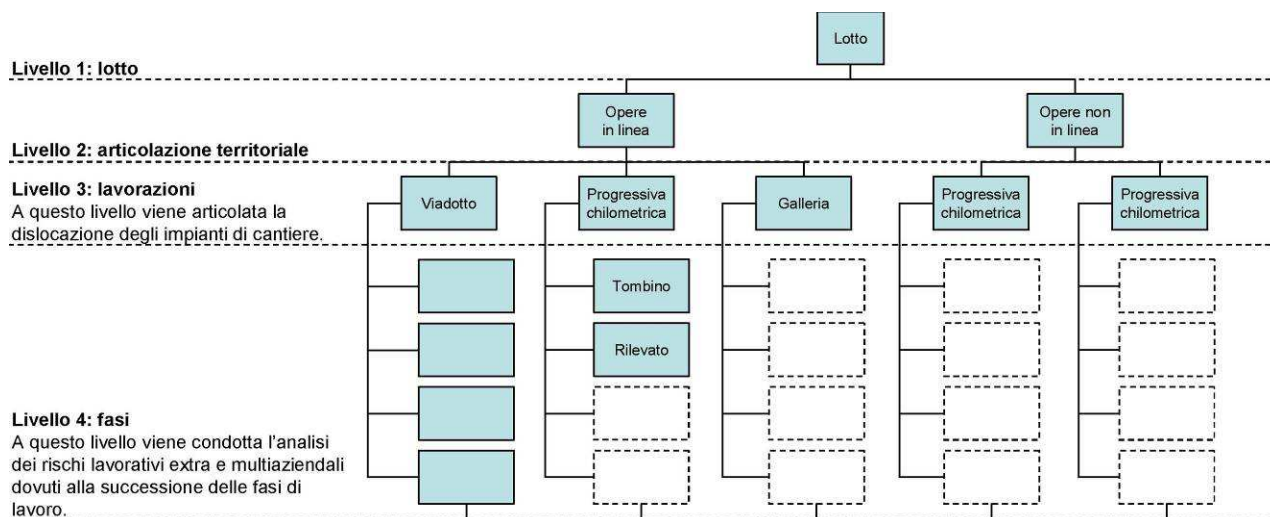 Lotto
Livello 1: lotto
Opere
in linea
Opere non
in linea
Livello 2: articolazione territoriale
Livello 3: lavorazioni
A questo livello viene articolata la
dislocazione degli impianti di cantiere.
Viadotto
Progressiva
chilometrica
Galleria
Progressiva
chilometrica
Progressiva
chilometrica
Tombino
Rilevato
Livello 4: fasi
A questo livello viene condotta l'analisi
dei rischi lavorativi extra e multiaziendali
dovuti alla successione delle fasi di
lavoro.